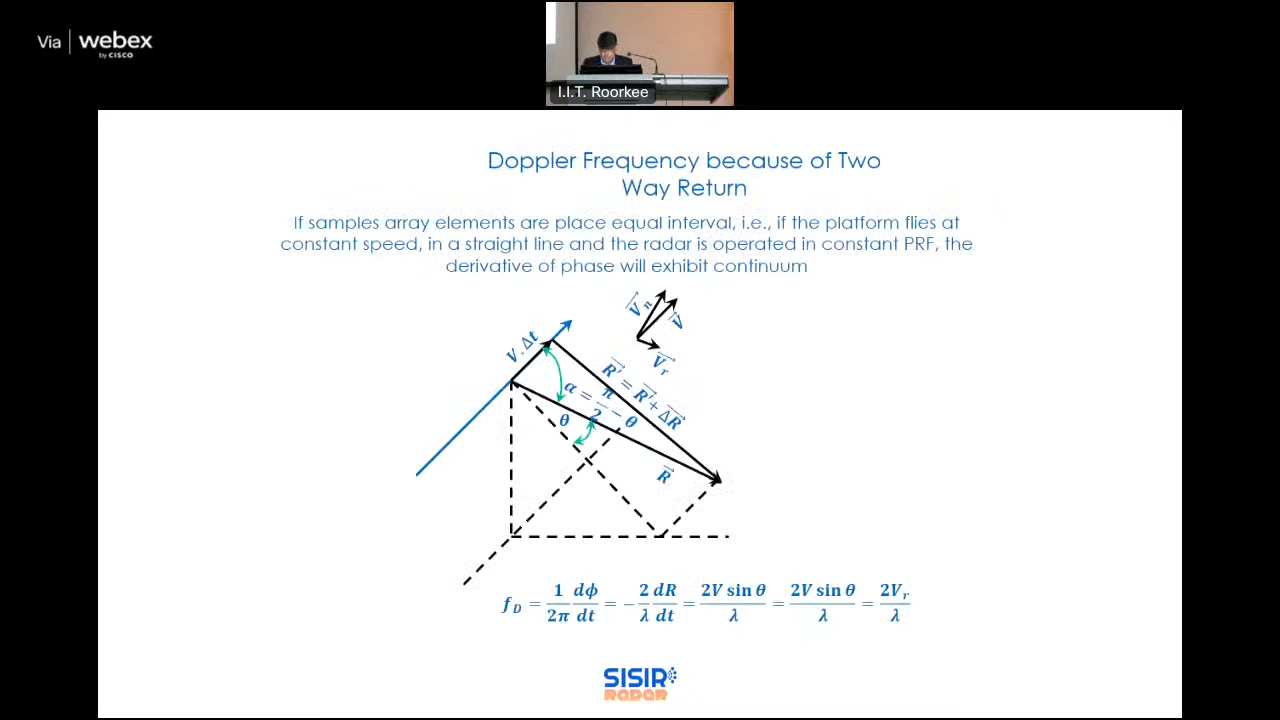 Via | webex
by CISCO
I.I.T. Roorkee
Doppler Frequency because of Two
Way Return
If samples array elements are place equal interval, i.e., if the platform flies at
constant speed, in a straight line and the radar is operated in constant PRF, the
derivative of phase will exhibit continuum
V⃗n
V⃗
V⃗r
V.Δt
R⃗' = R⃗' + ΔR⃗
α = π/2 − θ
θ
R⃗
f_D = 1/2π dϕ/dt = − 2/λ dR/dt = 2V sin θ/λ = 2V sin θ/λ = 2V_r/λ
SISIR
RADAR